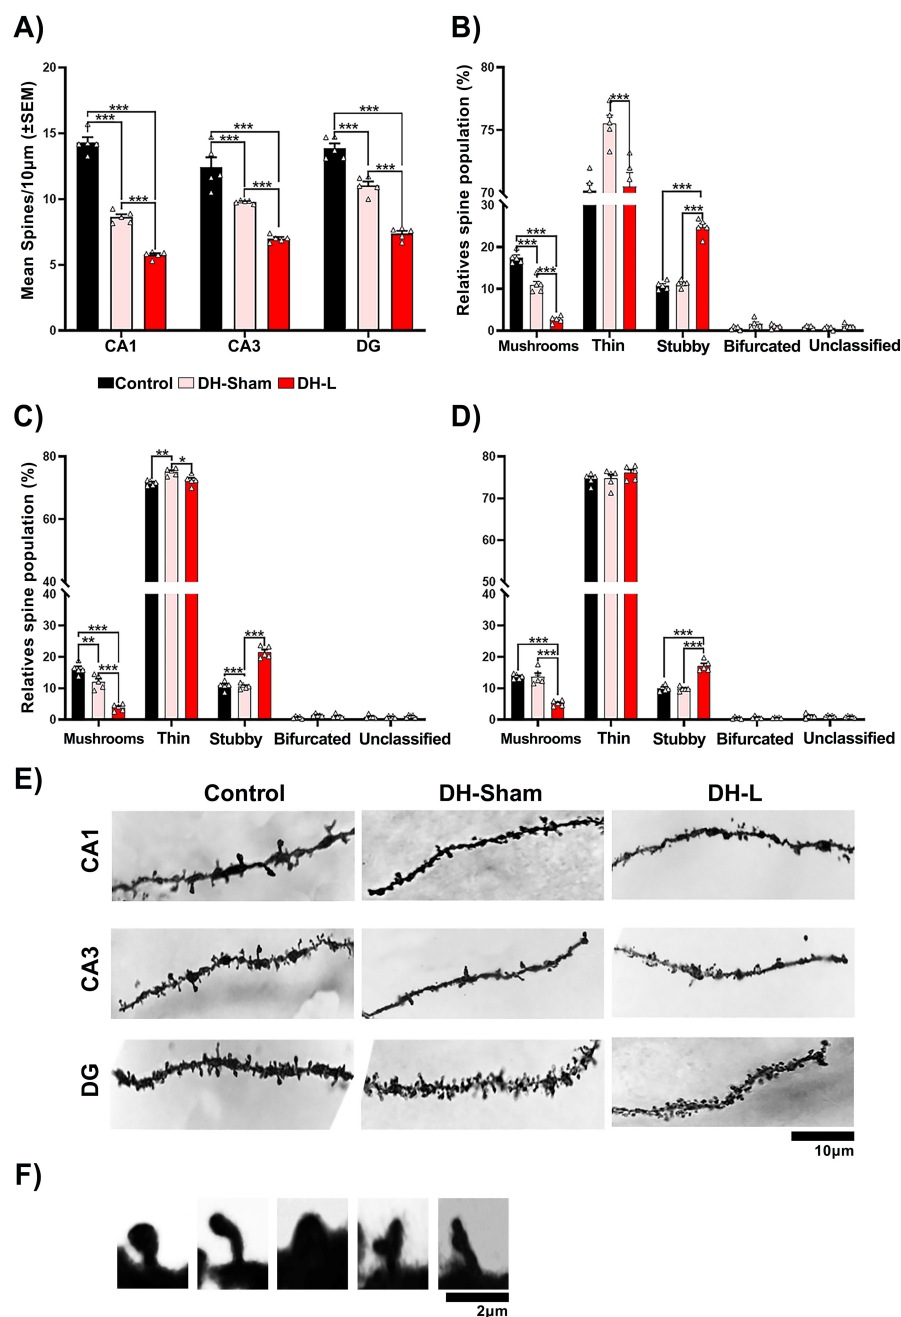 A)
Mean Spines/10μm (±SEM)
20
15
10
5
0
*** *** ***
*** *** ***
*** *** ***
CA1 CA3 DG
Control DH-Sham DH-L
B)
Relatives spine population (%)
80
75
70
30
20
10
0
*** *** ***
***
*** ***
Mushrooms Thin Stubby Bifurcated Unclassified
C)
Relatives spine population (%)
80
60
40
40
30
20
10
0
*** ** ***
** *
*** ***
Mushrooms Thin Stubby Bifurcated Unclassified
D)
80
70
60
50
40
30
20
10
0
*** ***
*** ***
Mushrooms Thin Stubby Bifurcated Unclassified
E)
Control DH-Sham DH-L
CA1
CA3
DG
10μm
F)
2μm